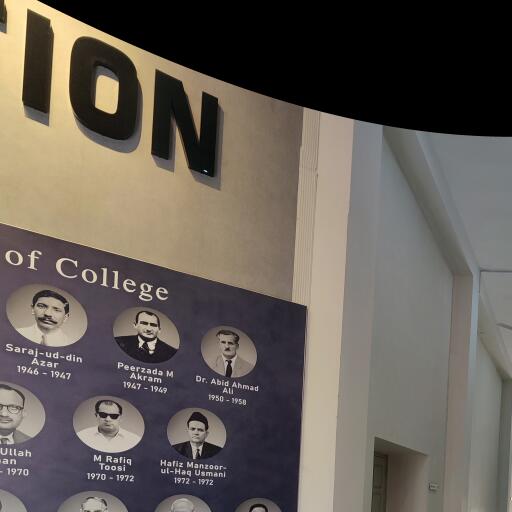 TION
of College
Saraj-ud-din
Azar
1946 - 1947
Peerzada M
Akram
1947 - 1949
Dr. Abid Ahmad
Ali
1950 - 1958
Ullah
an
- 1970
M Rafiq
Toosi
1970 - 1972
Hafiz Manzoor-
ul-Haq Usmani
1972 - 1972